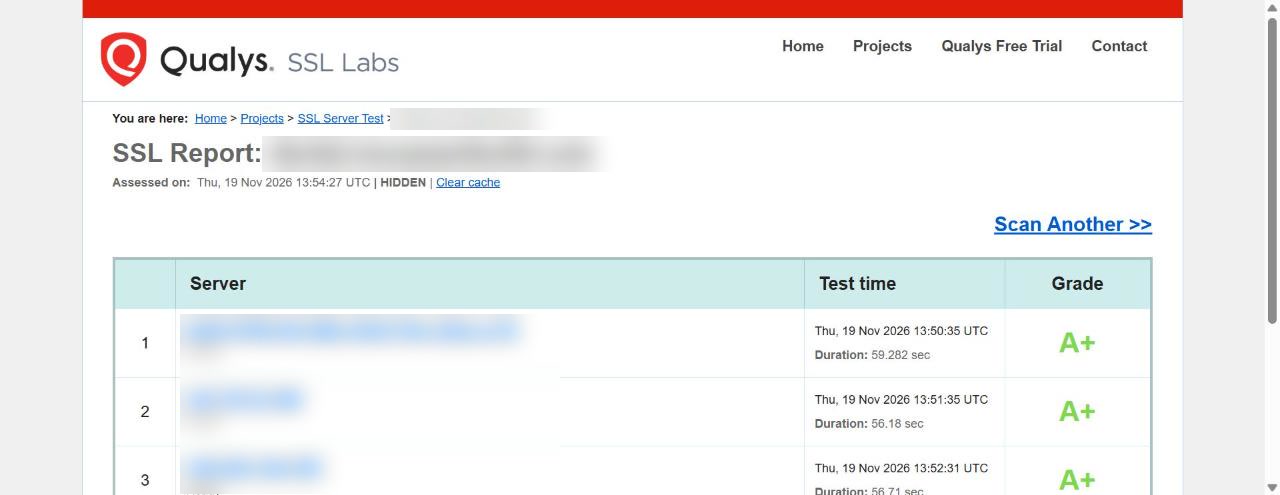 Qualys. SSL Labs
Home Projects Qualys Free Trial Contact
You are here: Home > Projects > SSL Server Test >
SSL Report:
Assessed on: Thu, 19 Nov 2026 13:54:27 UTC | HIDDEN | Clear cache
Scan Another >>
Server Test time Grade
1 Thu, 19 Nov 2026 13:50:35 UTC A+
Duration: 59.282 sec
2 Thu, 19 Nov 2026 13:51:35 UTC A+
Duration: 56.18 sec
3 Thu, 19 Nov 2026 13:52:31 UTC A+
Duration: 56.71 sec